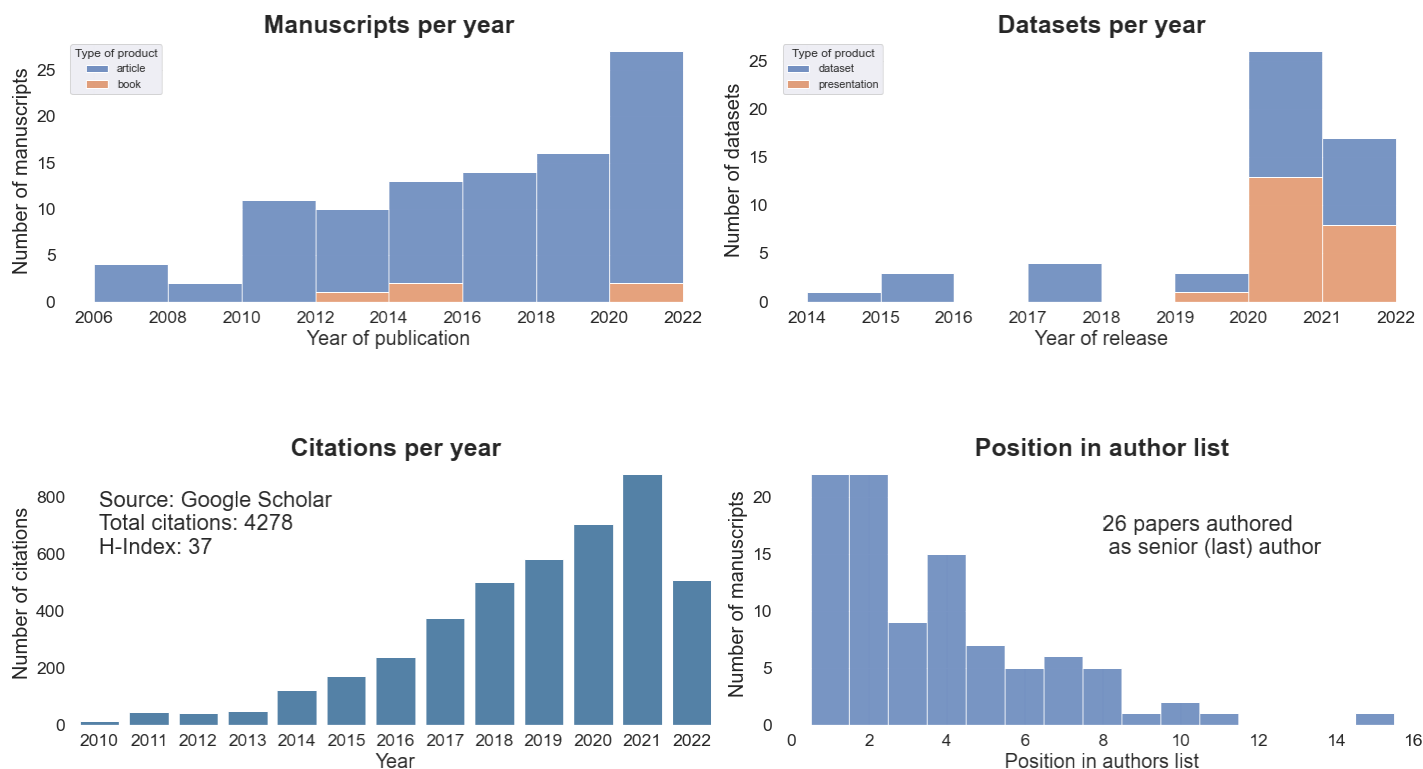 Manuscripts per year
Type of product
article
book
Number of manuscripts
25
20
15
10
5
0
2006 2008 2010 2012 2014 2016 2018 2020 2022
Year of publication
Datasets per year
Type of product
dataset
presentation
Number of datasets
25
20
15
10
5
0
2014 2015 2016 2017 2018 2019 2020 2021 2022
Year of release
Citations per year
Source: Google Scholar
Total citations: 4278
H-Index: 37
Number of citations
800
600
400
200
0
2010 2011 2012 2013 2014 2015 2016 2017 2018 2019 2020 2021 2022
Year
Position in author list
26 papers authored
as senior (last) author
Number of manuscripts
20
15
10
5
0
0 2 4 6 8 10 12 14 16
Position in authors list